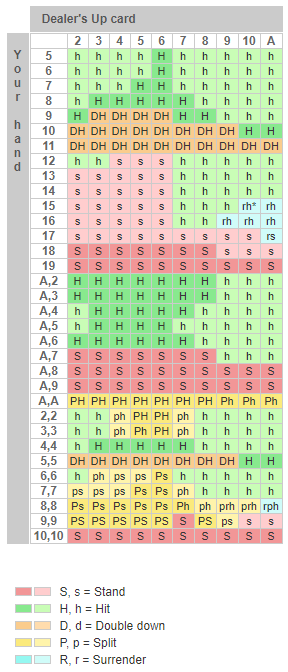 Dealer's Up card
Your hand
2 3 4 5 6 7 8 9 10 A
5 h h h h H h h h h h
6 h h h h H h h h h h
7 h h h H H h h h h h
8 h H H H H H h h h h
9 H DH DH DH DH H H h h h
10 DH DH DH DH DH DH DH DH H H
11 DH DH DH DH DH DH DH DH DH DH
12 h h s s s h h h h h
13 s s s s s h h h h h
14 s s s s s h h h h h
15 s s s s s h h h rh* rh
16 s s s s s h h rh rh rh
17 s s s s s s s s s rs
18 S S S S S S S s s s
19 S S S S S S S S S S
A,2 H H H H H H H h h h
A,3 H H H H H H H h h h
A,4 h H H H H H h h h h
A,5 h H H H H h h h h h
A,6 H H H H H H h h h h
A,7 S S S S S S S h h h
A,8 S S S S S S S S S S
A,9 S S S S S S S S S S
A,A PH PH PH PH PH PH PH Ph Ph Ph
2,2 h h ph PH PH ph h h h h
3,3 h h ph Ph PH ph h h h h
4,4 h H H H H H h h h h
5,5 DH DH DH DH DH DH DH DH H H
6,6 h ph ps ps Ps h h h h h
7,7 ps ps ps Ps Ps ph h h h h
8,8 Ps Ps Ps Ps Ps Ph ph prh prh rph
9,9 PS PS PS PS PS S PS ps s s
10,10 S S S S S S S S S S
S, s = Stand
H, h = Hit
D, d = Double down
P, p = Split
R, r = Surrender